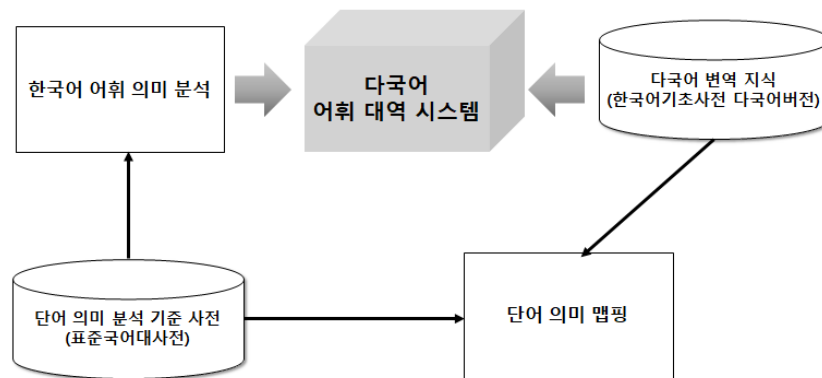 한국어 어휘 의미 분석
다국어
어휘 대역 시스템
다국어 변역 지식
(한국어기초사전 다국어버전)
단어 의미 분석 기준 사전
(표준국어대사전)
단어 의미 맵핑